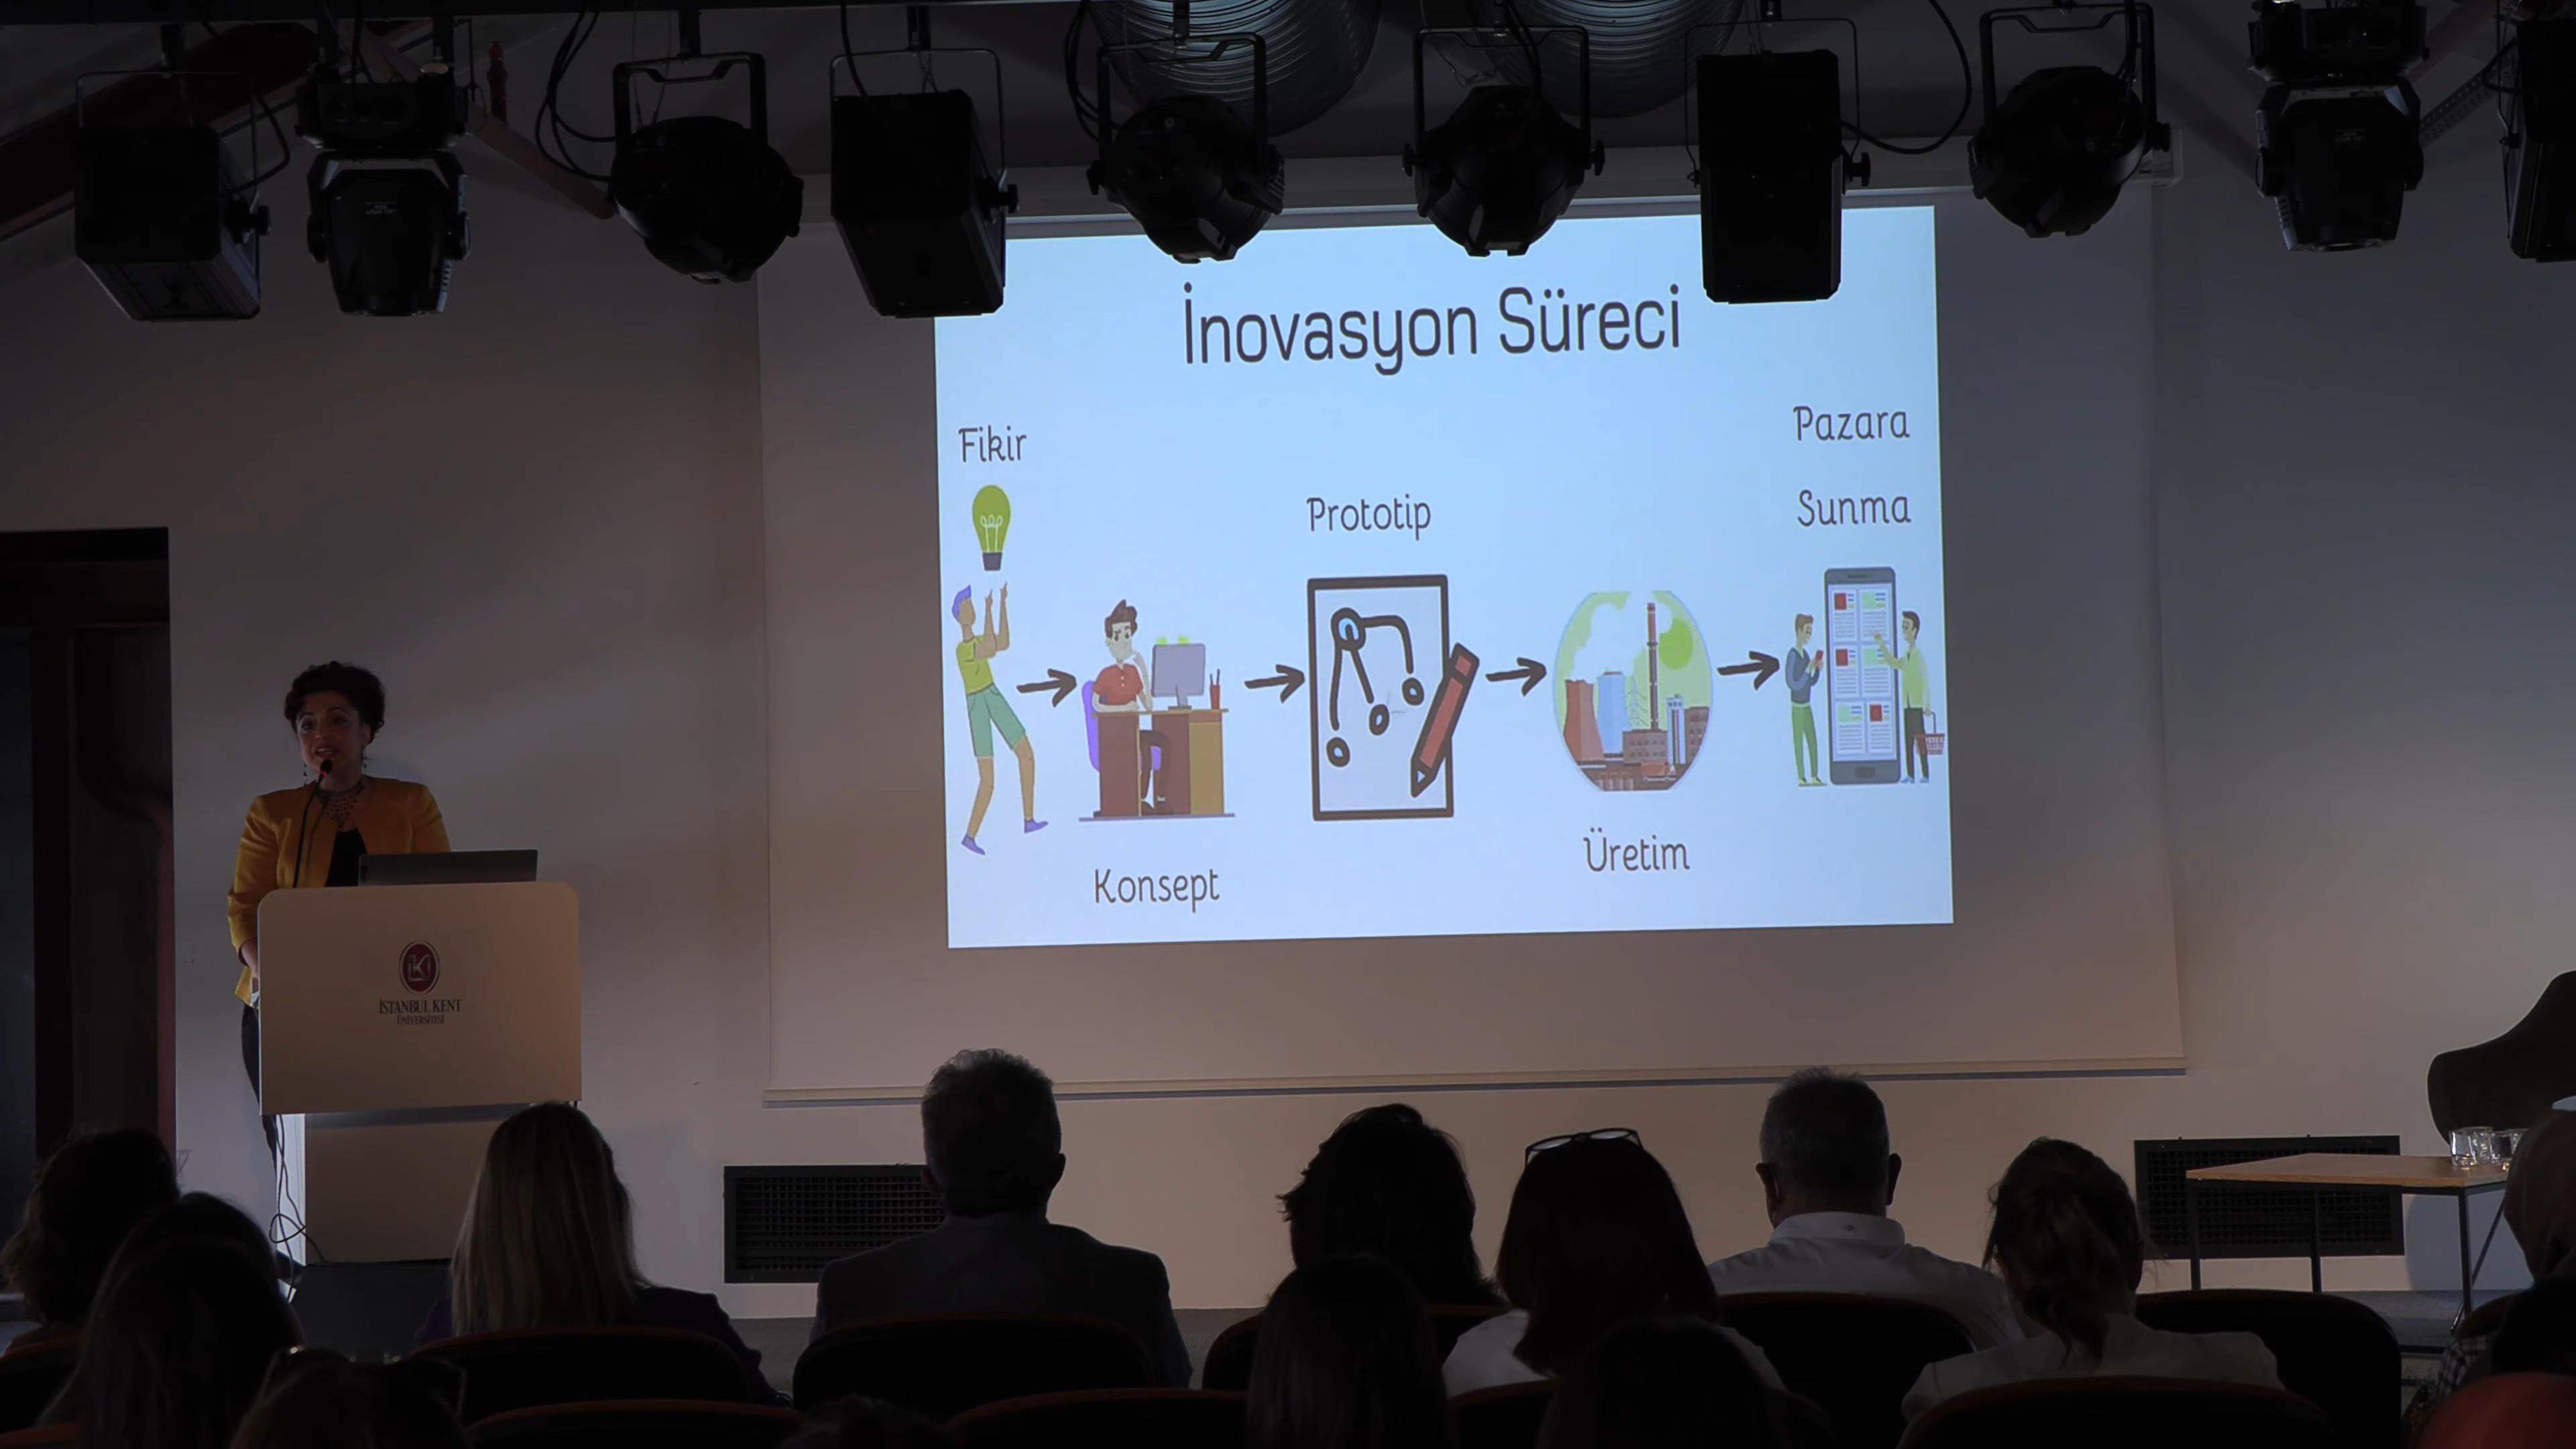 İnovasyon Süreci
Fikir
Konsept
Prototip
Üretim
Pazara
Sunma
İSTANBUL KENT
ÜNİVERSİTESİ